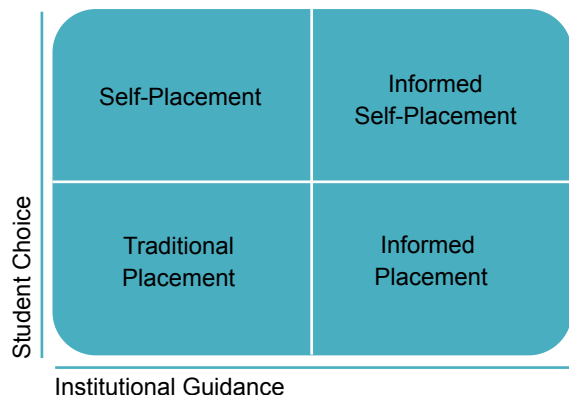 Self-Placement
Informed
Self-Placement
Traditional
Placement
Informed
Placement
Student Choice
Institutional Guidance